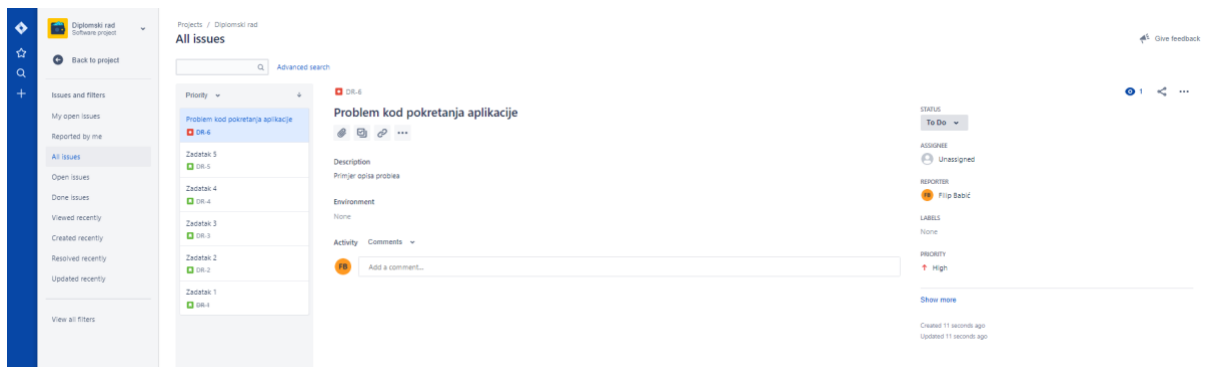 Diplomski rad
Software project
Back to project
Issues and filters
My open issues
Reported by me
All issues
Open issues
Done issues
Viewed recently
Created recently
Resolved recently
Updated recently
View all filters
Projects / Diplomski rad
All issues
Give feedback
Advanced search
Priority
Problem kod pokretanja aplikacije
DR-6
Zadatak 5
DR-5
Zadatak 4
DR-4
Zadatak 3
DR-3
Zadatak 2
DR-2
Zadatak 1
DR-1
DR-6
1
Problem kod pokretanja aplikacije
Description
Primjer opisa problea
Environment
None
Activity Comments
FB Add a comment...
STATUS
To Do
ASSIGNEE
Unassigned
REPORTER
FB Filip Babić
LABELS
None
PRIORITY
High
Show more
Created 11 seconds ago
Updated 11 seconds ago